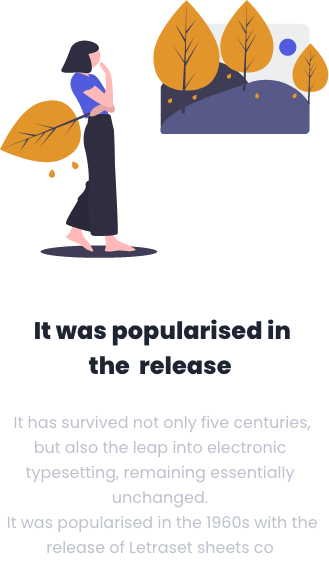 It was popularised in
the release
It has survived not only five centuries,
but also the leap into electronic
typesetting, remaining essentially
unchanged.
It was popularised in the 1960s with the
release of Letraset sheets co